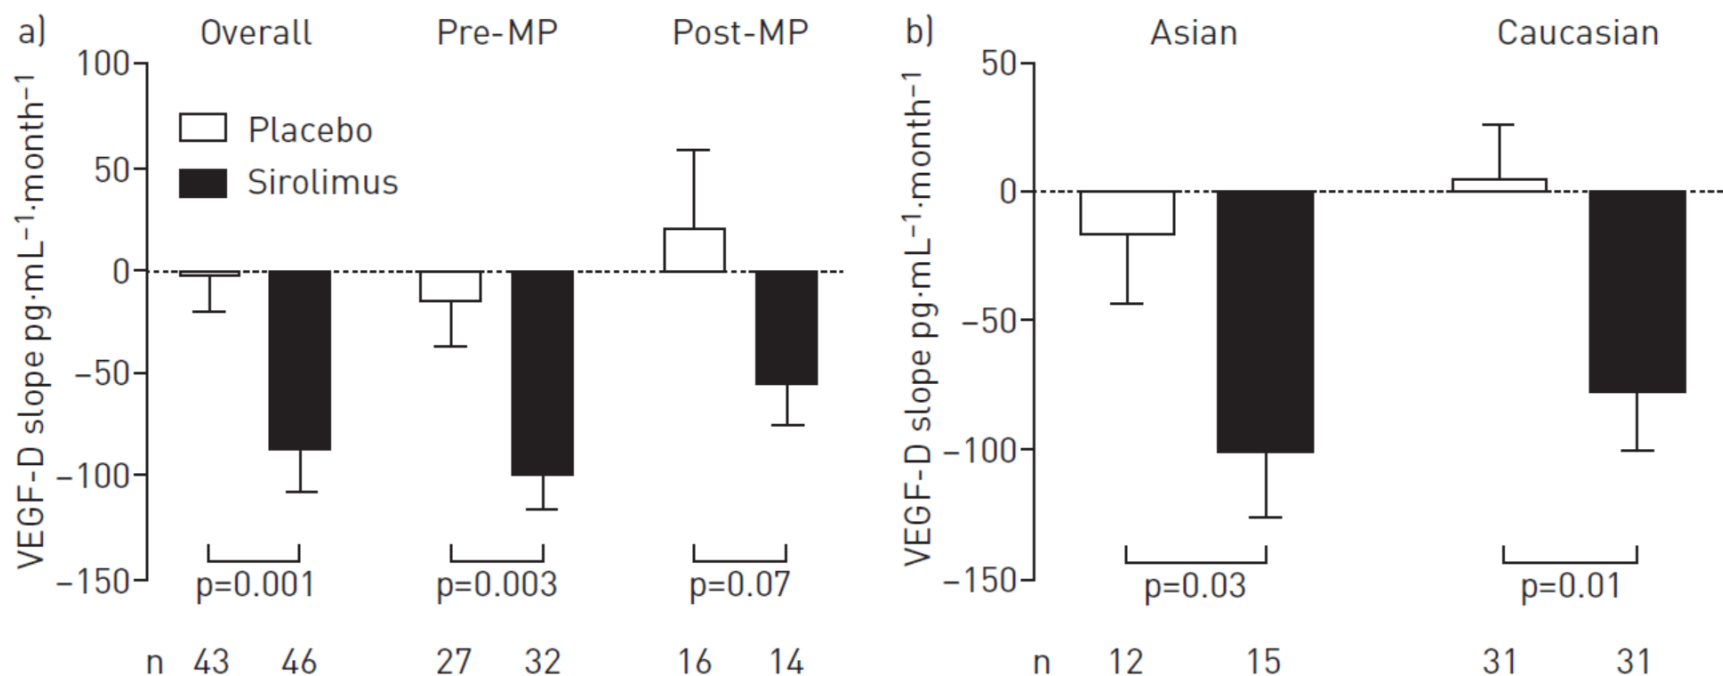 a) Overall Pre-MP Post-MP
100
50
0
−50
−100
−150
VEGF-D slope pg·mL⁻¹·month⁻¹
Placebo
Sirolimus
p=0.001 p=0.003 p=0.07
n 43 46 27 32 16 14
b) Asian Caucasian
50
0
−50
−100
−150
VEGF-D slope pg·mL⁻¹·month⁻¹
p=0.03 p=0.01
n 12 15 31 31